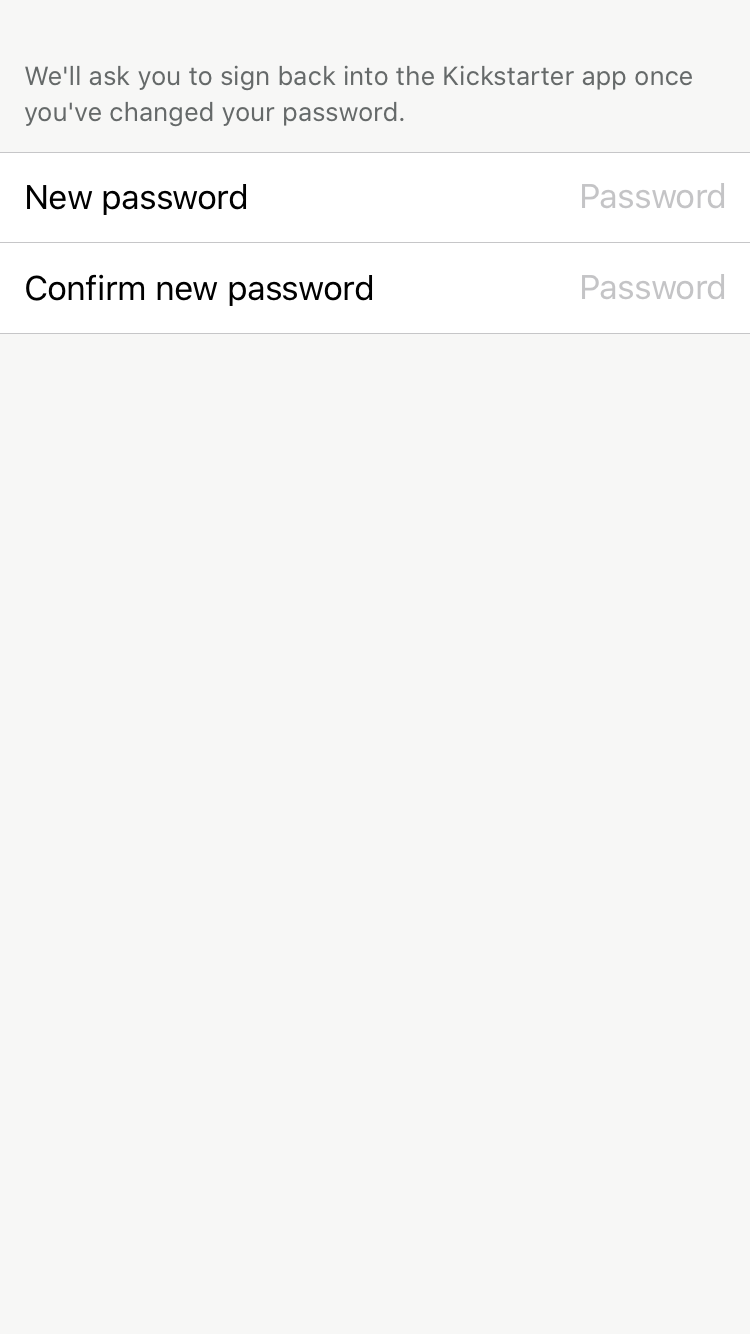 We'll ask you to sign back into the Kickstarter app once
you've changed your password.
New password Password
Confirm new password Password